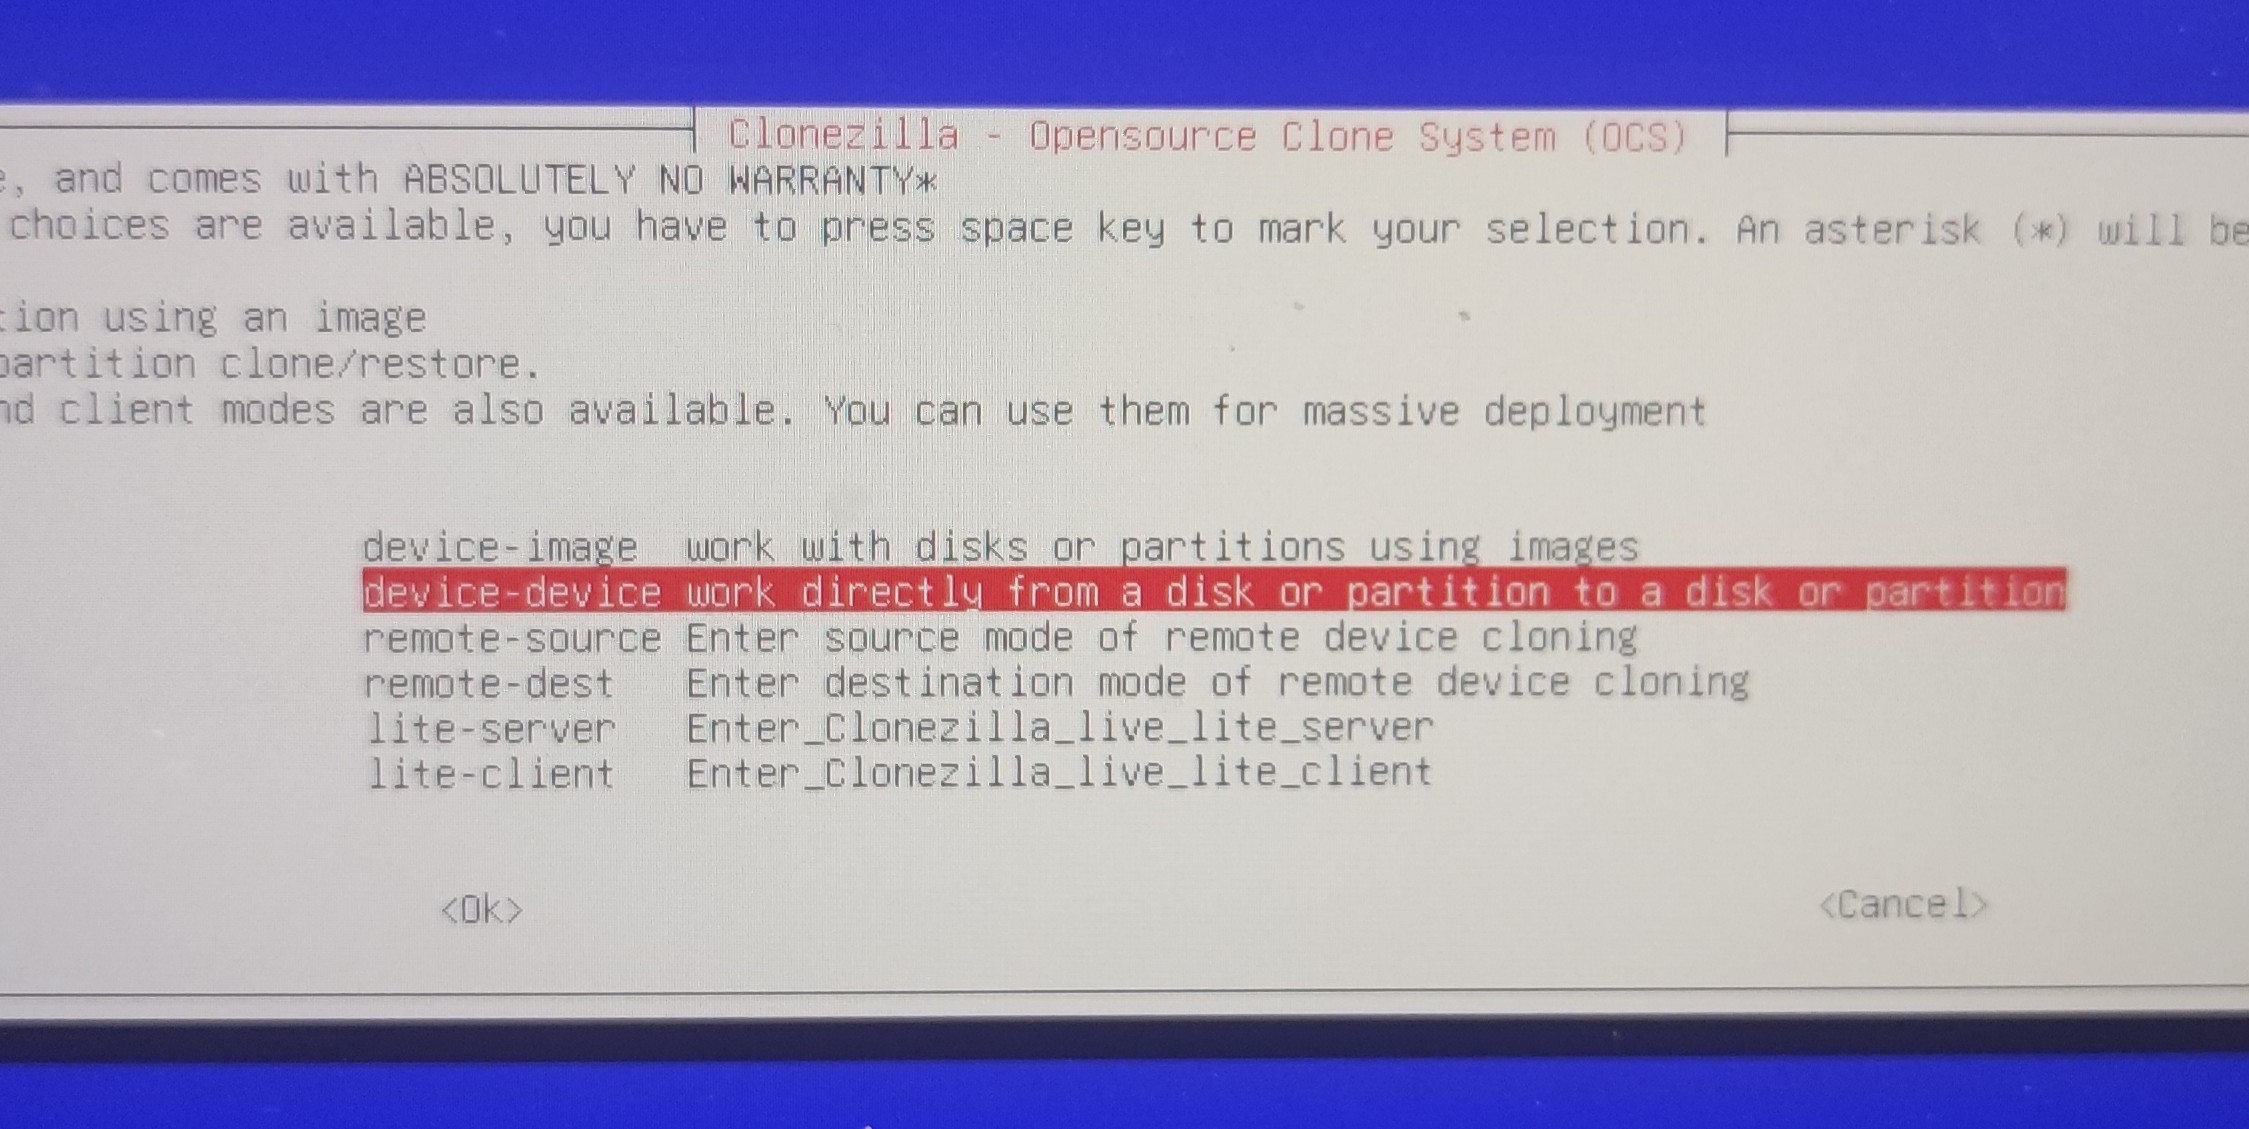 Clonezilla - Opensource Clone System (OCS)
, and comes with ABSOLUTELY NO WARRANTY*
choices are available, you have to press space key to mark your selection. An asterisk (*) will be
using an image
clone/restore.
client modes are also available. You can use them for massive deployment
device-image work with disks or partitions using images
device-device work directly from a disk or partition to a disk or partition
remote-source Enter source mode of remote device cloning
remote-dest Enter destination mode of remote device cloning
lite-server Enter_Clonezilla_live_lite_server
lite-client Enter_Clonezilla_live_lite_client
<Ok> <Cancel>